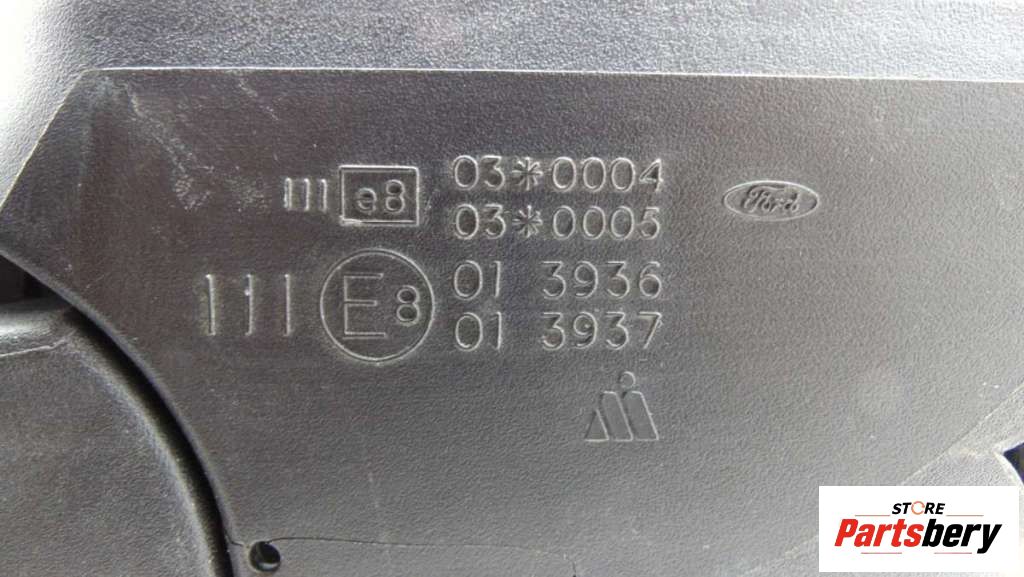 III e8 03*0004
03*0005
Ford
III E8 01 3936
01 3937
STORE
Partsbery